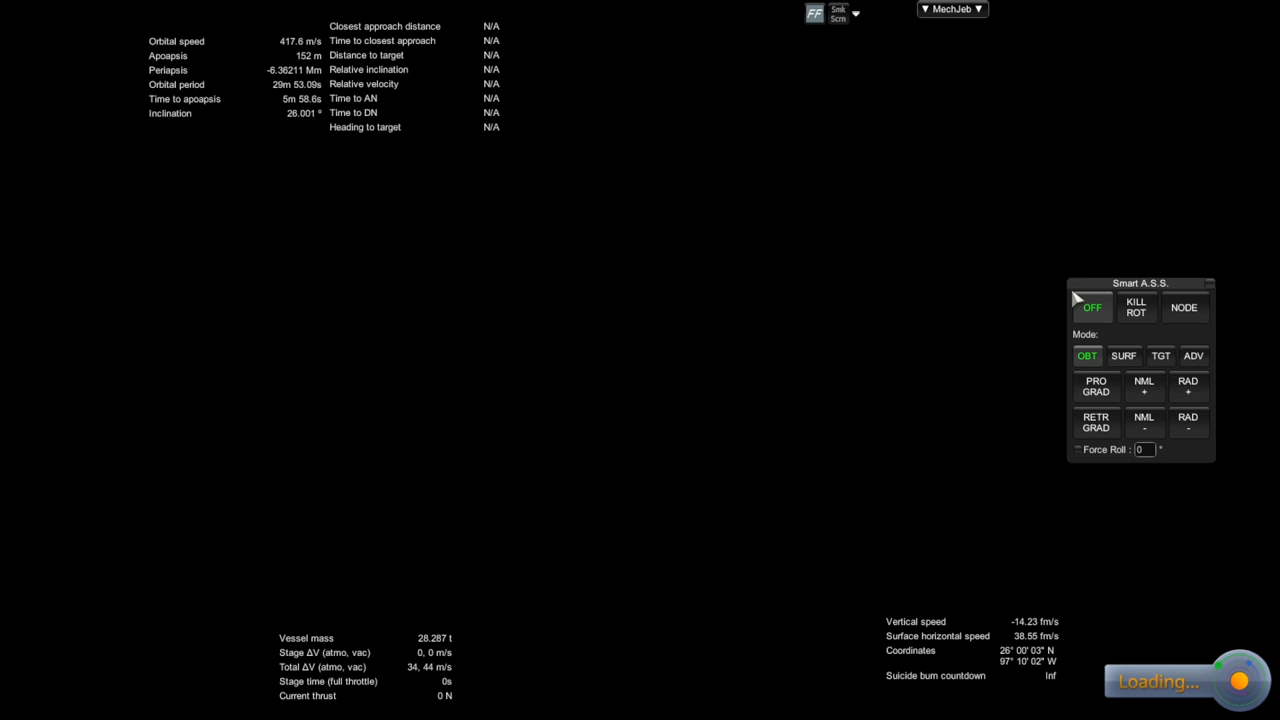 FF
Smk
Scrn
▼ MechJeb ▼
Orbital speed 417.6 m/s
Apoapsis 152 m
Periapsis -6.36211 Mm
Orbital period 29m 53.09s
Time to apoapsis 5m 58.6s
Inclination 26.001 º
Closest approach distance N/A
Time to closest approach N/A
Distance to target N/A
Relative inclination N/A
Relative velocity N/A
Time to AN N/A
Time to DN N/A
Heading to target N/A
Smart A.S.S.
OFF KILL ROT NODE
Mode:
OBT SURF TGT ADV
PRO GRAD NML + RAD +
RETR GRAD NML - RAD -
Force Roll : 0 °
Vessel mass 28.287 t
Stage ΔV (atmo, vac) 0, 0 m/s
Total ΔV (atmo, vac) 34, 44 m/s
Stage time (full throttle) 0s
Current thrust 0 N
Vertical speed -14.23 fm/s
Surface horizontal speed 38.55 fm/s
Coordinates 26° 00' 03" N
97° 10' 02" W
Suicide burn countdown Inf
Loading...